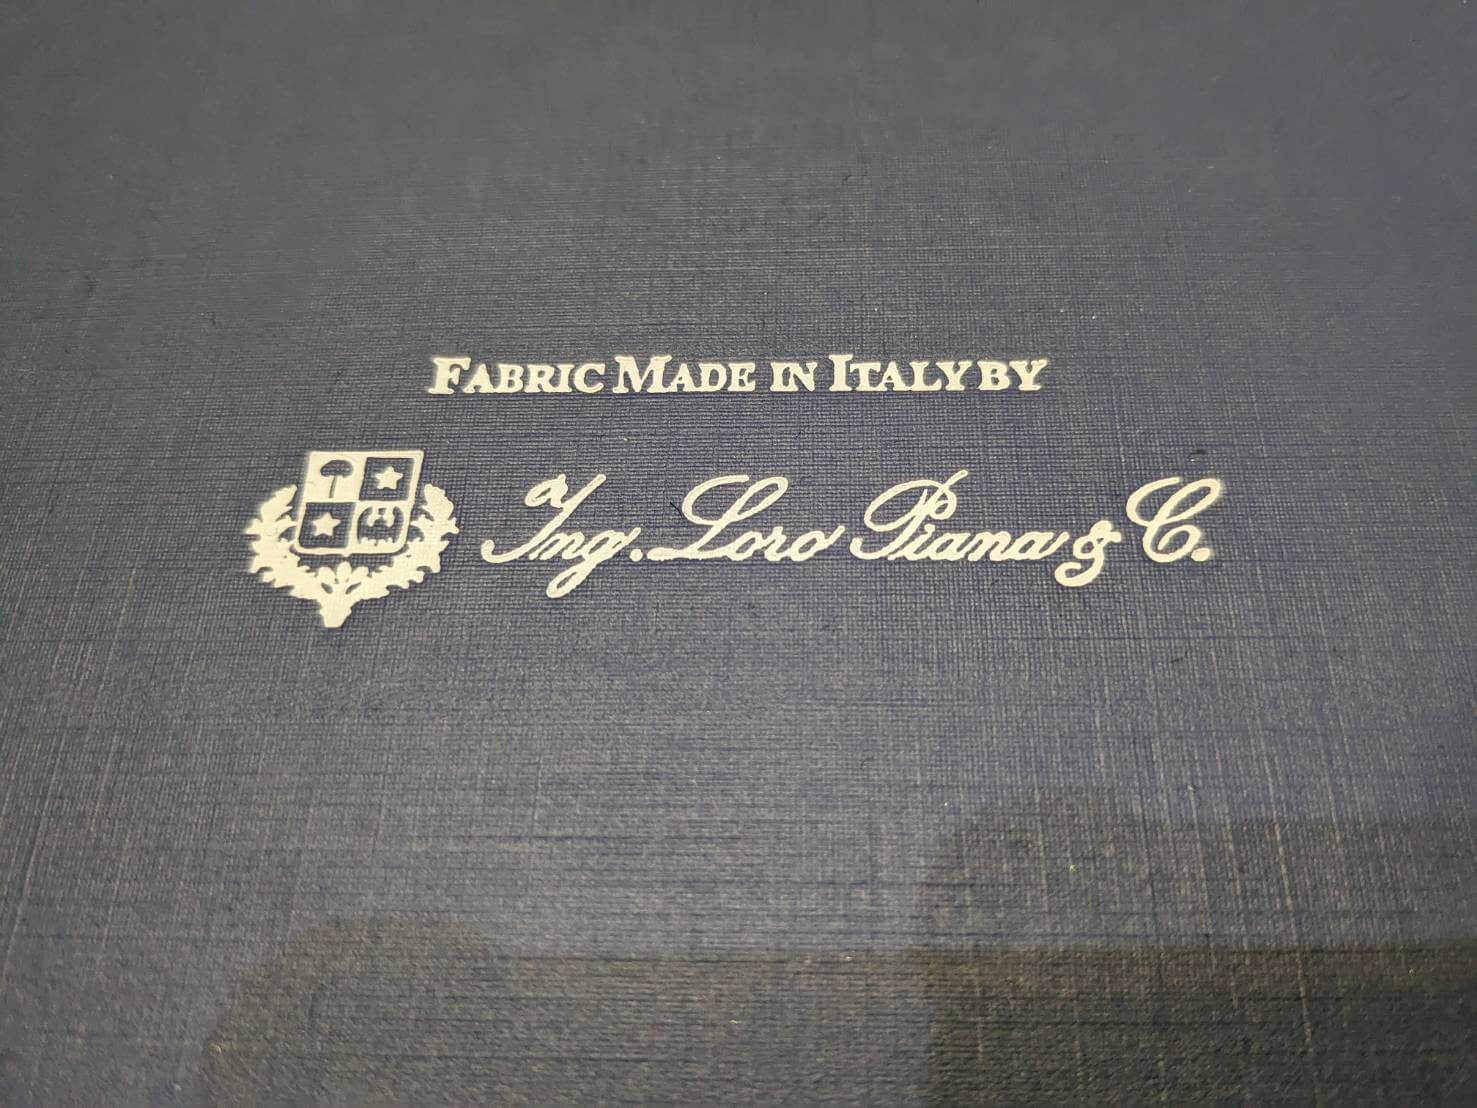 FABRIC MADE IN ITALY BY
Ing. Loro Piana & C.